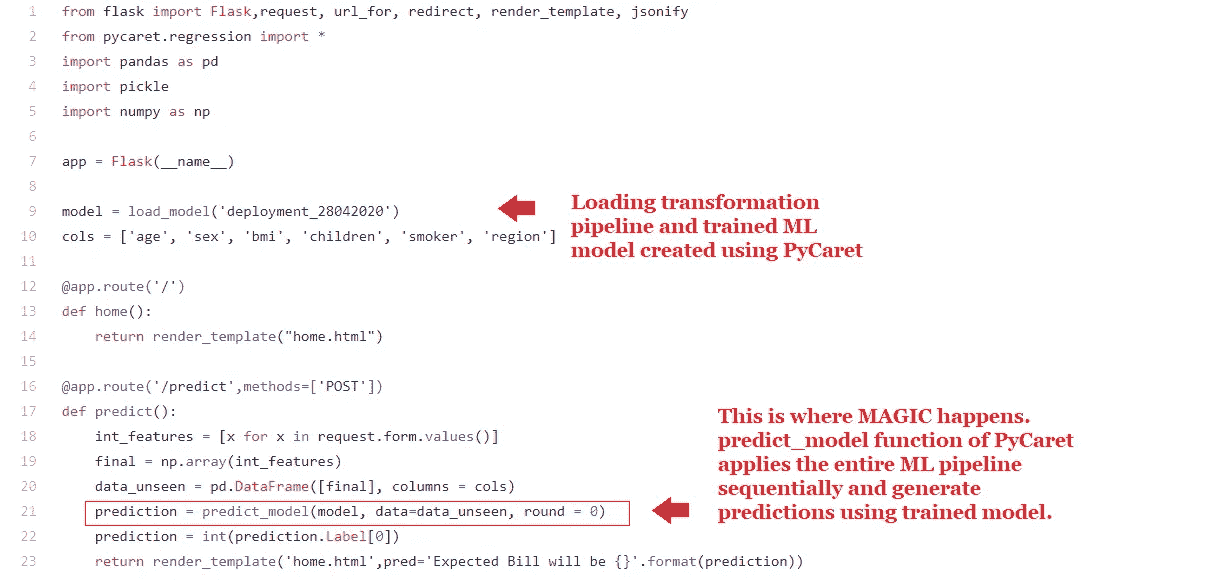 1 from flask import Flask,request, url_for, redirect, render_template, jsonify
2 from pycaret.regression import *
3 import pandas as pd
4 import pickle
5 import numpy as np
6
7 app = Flask(__name__)
8
9 model = load_model('deployment_28042020')
10 cols = ['age', 'sex', 'bmi', 'children', 'smoker', 'region']
Loading transformation
pipeline and trained ML
model created using PyCaret
11
12 @app.route('/')
13 def home():
14     return render_template("home.html")
15
16 @app.route('/predict',methods=['POST'])
17 def predict():
18     int_features = [x for x in request.form.values()]
19     final = np.array(int_features)
20     data_unseen = pd.DataFrame([final], columns = cols)
21     prediction = predict_model(model, data=data_unseen, round = 0)
22     prediction = int(prediction.Label[0])
23     return render_template('home.html',pred='Expected Bill will be {}'.format(prediction))
This is where MAGIC happens.
predict_model function of PyCaret
applies the entire ML pipeline
sequentially and generate
predictions using trained model.